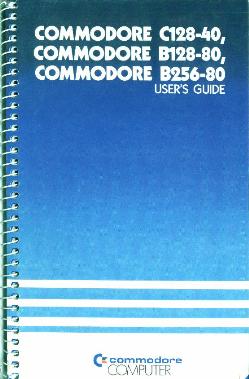 COMMODORE C128-40,
COMMODORE B128-80,
COMMODORE B256-80
USER'S GUIDE
commodore
COMPUTER